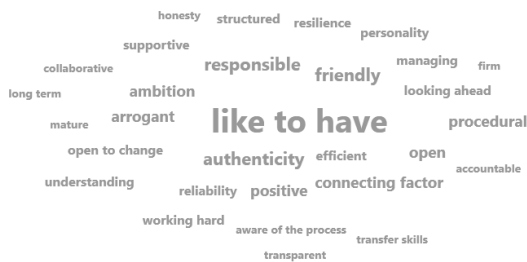 honesty
structured
resilience
personality
supportive
responsible
friendly
managing
firm
collaborative
long term
ambition
looking ahead
mature
arrogant
like to have
procedural
open to change
authenticity
efficient
open
accountable
understanding
reliability
positive
connecting factor
working hard
aware of the process
transfer skills
transparent